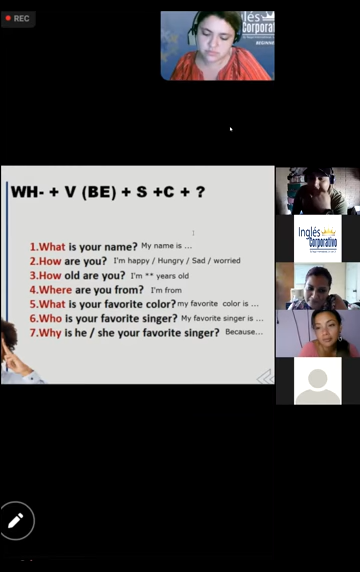 REC
WH- + V (BE) + S +C + ?
1.What is your name? My name is ...
2.How are you? I'm happy / Hungry / Sad / worried
3.How old are you? I'm ** years old
4.Where are you from? I'm from
5.What is your favorite color? my favorite color is ...
6.Who is your favorite singer? My favorite singer is ...
7.Why is he / she your favorite singer? Because...
Inglés
Corporativo